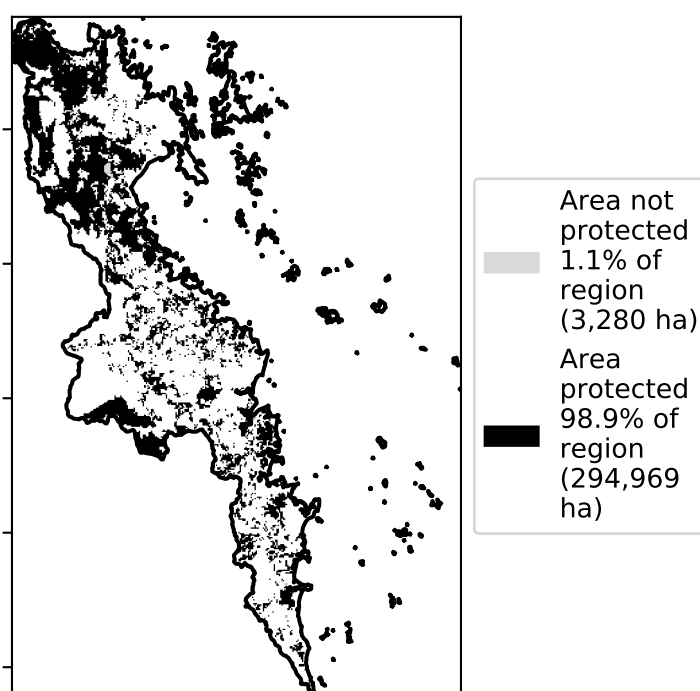 Area not
protected
1.1% of
region
(3,280 ha)
Area
protected
98.9% of
region
(294,969
ha)